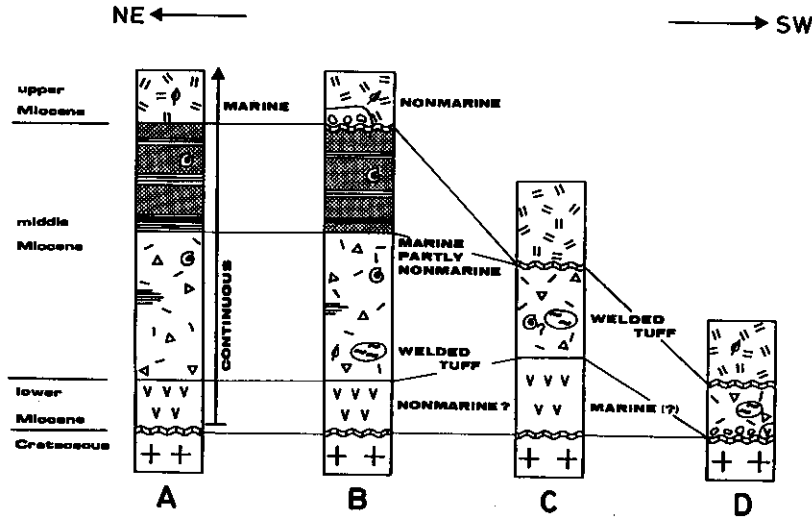 NE
SW
upper
Miocene
MARINE
NONMARINE
middle
Miocene
MARINE
PARTLY
NONMARINE
CONTINUOUS
WELDED
TUFF
WELDED
TUFF
lower
Miocene
NONMARINE ?
MARINE (?)
Cretaceous
A
B
C
D